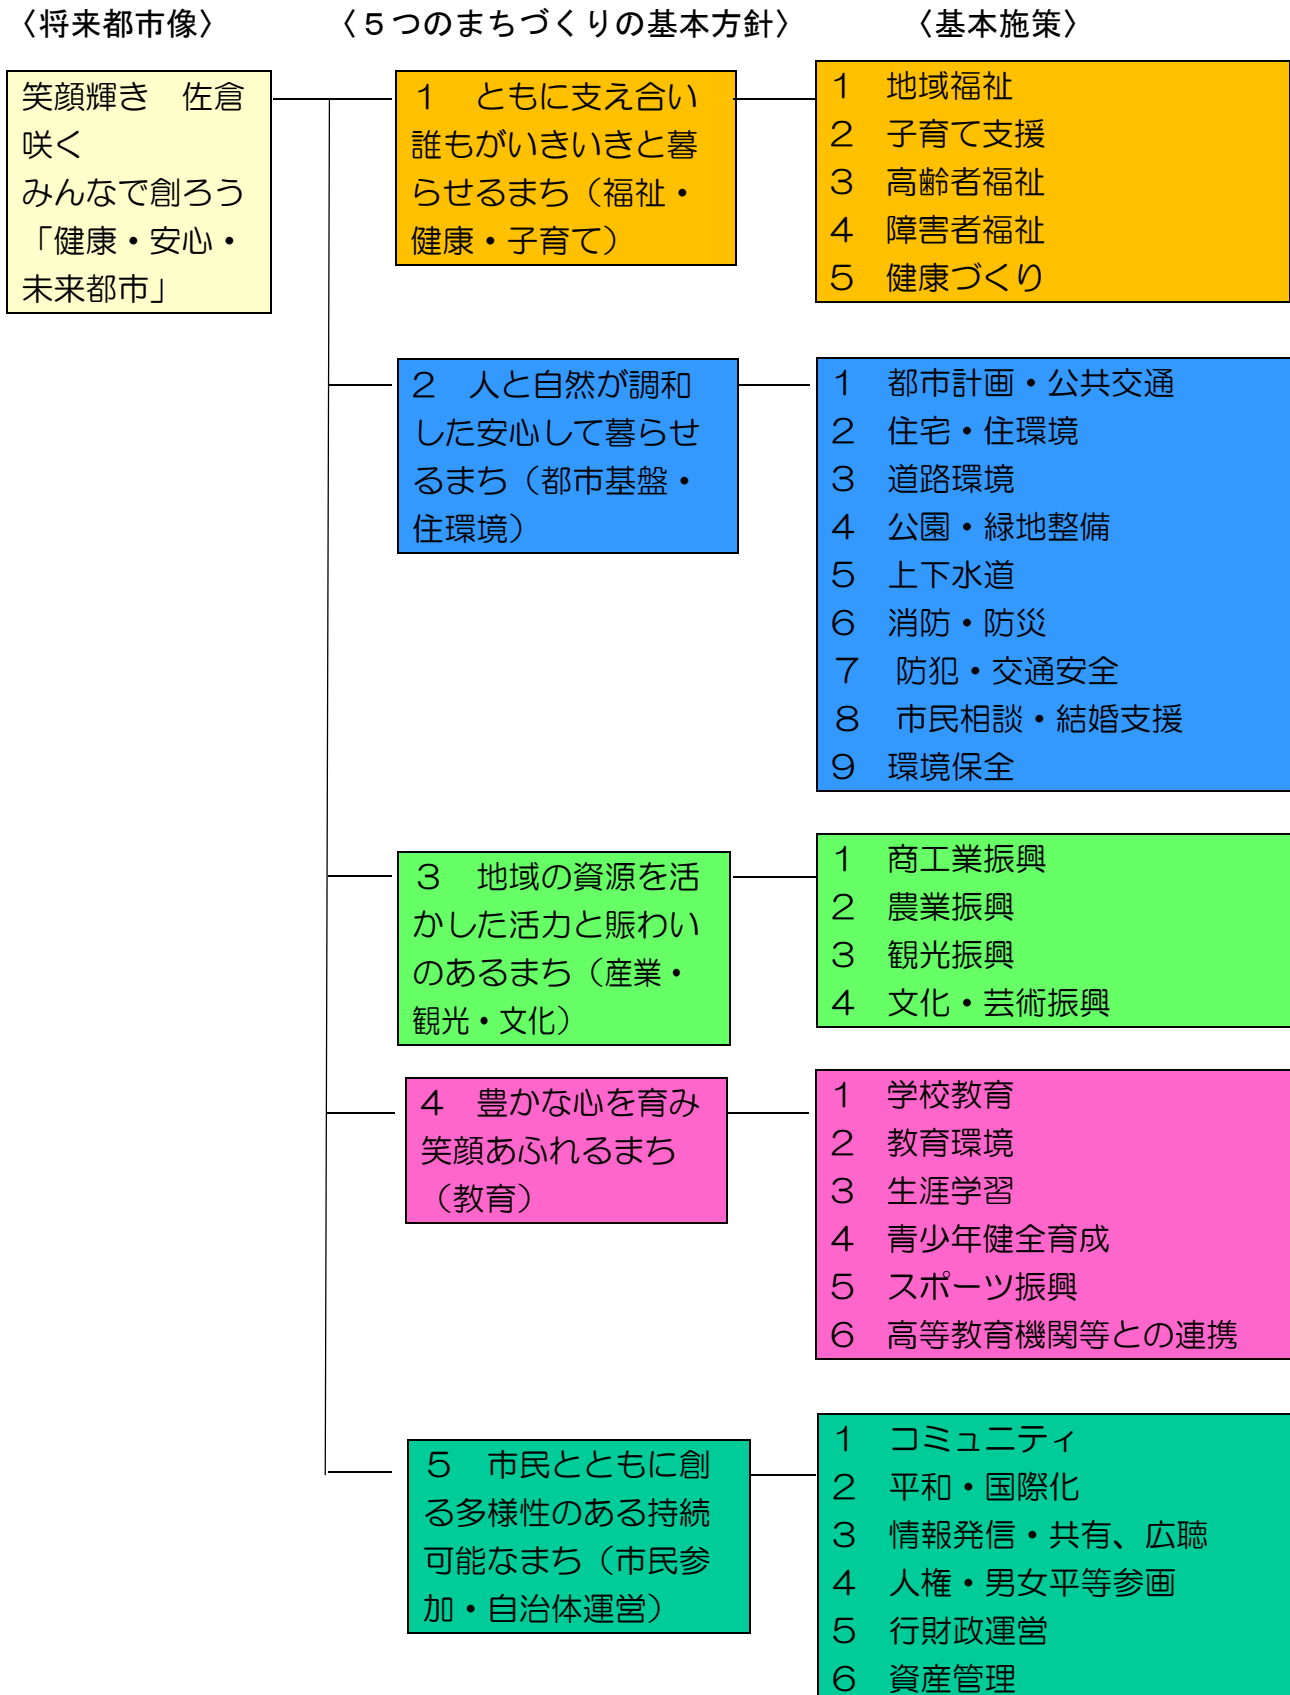 〈将来都市像〉
〈５つのまちづくりの基本方針〉
〈基本施策〉
笑顔輝き　佐倉
咲く
みんなで創ろう
「健康・安心・
未来都市」
１　ともに支え合い
誰もがいきいきと暮
らせるまち（福祉・
健康・子育て）
１　地域福祉
２　子育て支援
３　高齢者福祉
４　障害者福祉
５　健康づくり
２　人と自然が調和
した安心して暮らせ
るまち（都市基盤・
住環境）
１　都市計画・公共交通
２　住宅・住環境
３　道路環境
４　公園・緑地整備
５　上下水道
６　消防・防災
７　防犯・交通安全
８　市民相談・結婚支援
９　環境保全
３　地域の資源を活
かした活力と賑わい
のあるまち（産業・
観光・文化）
１　商工業振興
２　農業振興
３　観光振興
４　文化・芸術振興
４　豊かな心を育み
笑顔あふれるまち
（教育）
１　学校教育
２　教育環境
３　生涯学習
４　青少年健全育成
５　スポーツ振興
６　高等教育機関等との連携
５　市民とともに創
る多様性のある持続
可能なまち（市民参
加・自治体運営）
１　コミュニティ
２　平和・国際化
３　情報発信・共有、広聴
４　人権・男女平等参画
５　行財政運営
６　資産管理